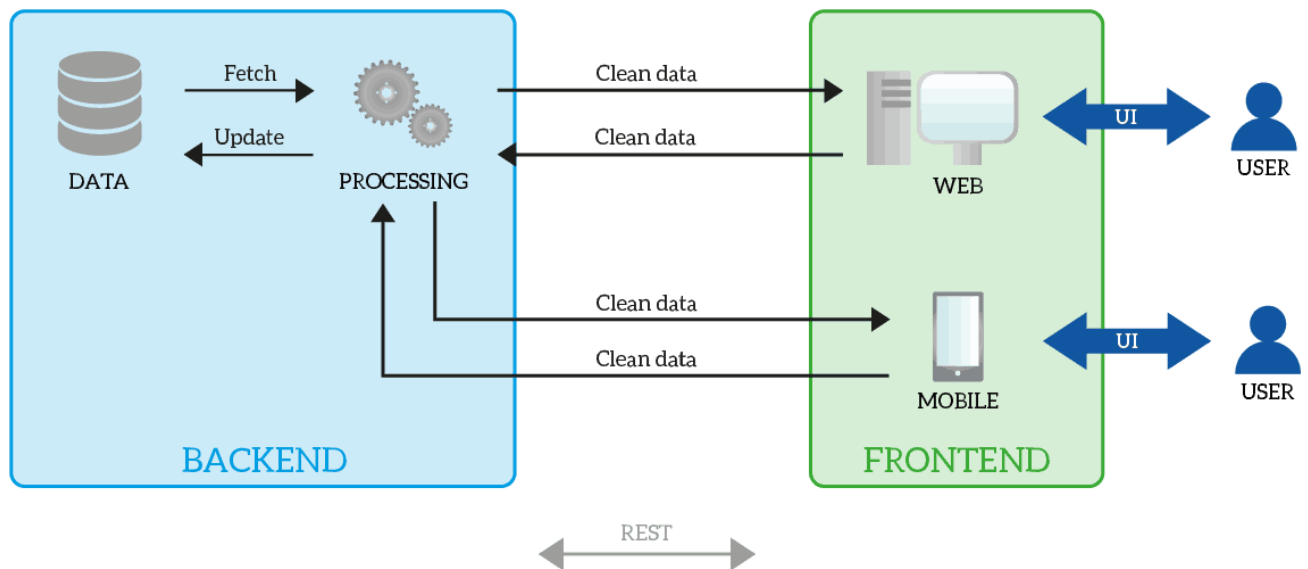 Fetch
Clean data
UI
Update
Clean data
DATA
PROCESSING
WEB
USER
Clean data
UI
Clean data
MOBILE
USER
BACKEND
FRONTEND
REST